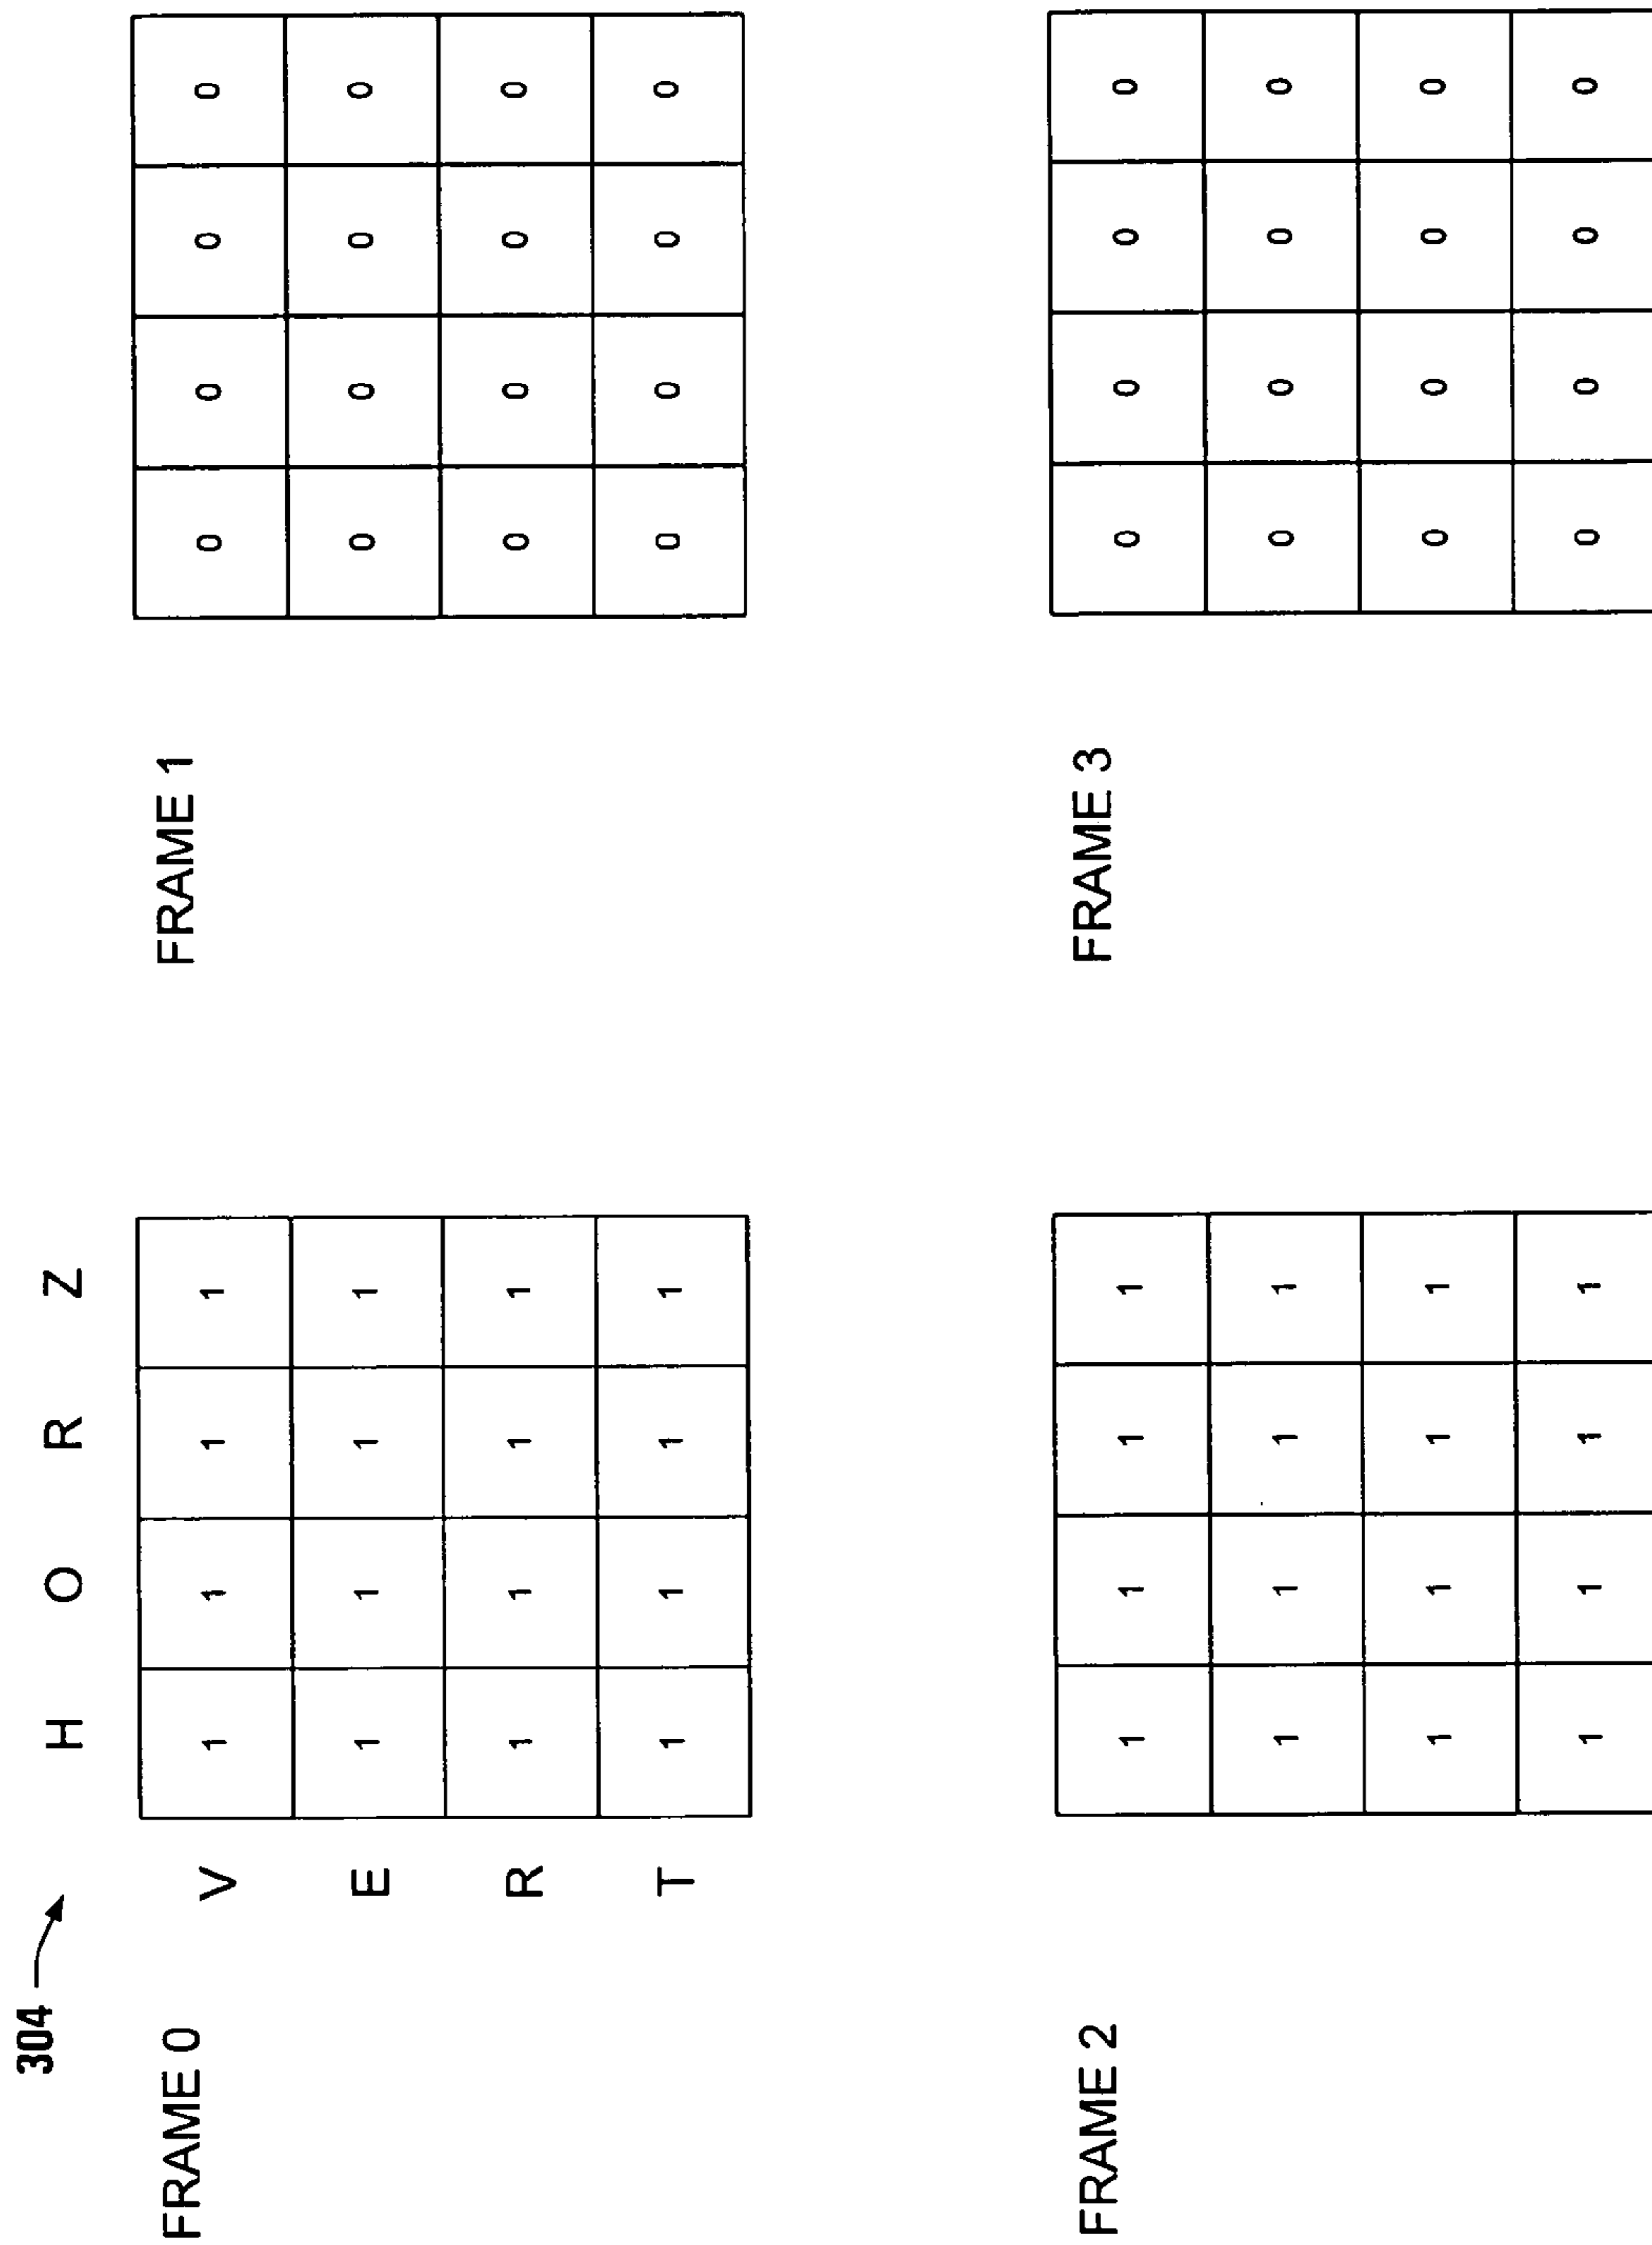 304
H O R Z
FRAME 0
V 1 1 1 1
E 1 1 1 1
R 1 1 1 1
T 1 1 1 1
FRAME 1
0 0 0 0
0 0 0 0
0 0 0 0
0 0 0 0
FRAME 2
1 1 1 1
1 1 1 1
1 1 1 1
1 1 1 1
FRAME 3
0 0 0 0
0 0 0 0
0 0 0 0
0 0 0 0